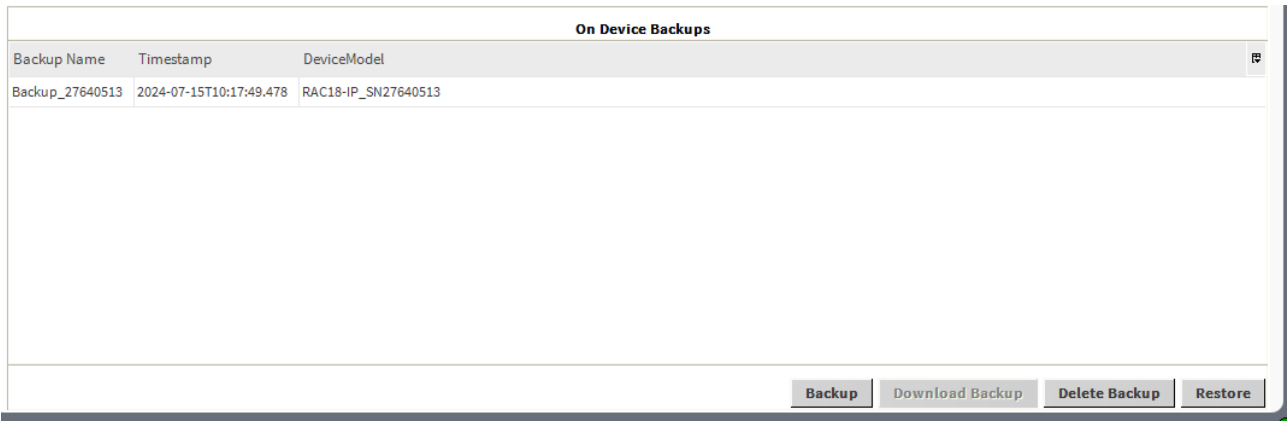 On Device Backups
Backup Name Timestamp DeviceModel
Backup_27640513 2024-07-15T10:17:49.478 RAC18-IP_SN27640513
Backup Download Backup Delete Backup Restore